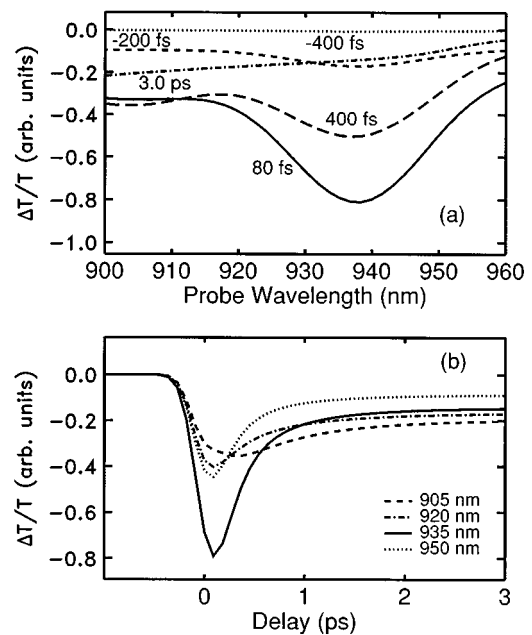 0.0
-200 fs
-400 fs
-0.2
3.0 ps
-0.4
400 fs
-0.6
80 fs
-0.8
(a)
-1.0
ΔT/T (arb. units)
900 910 920 930 940 950 960
Probe Wavelength (nm)
(b)
0.0
-0.2
-0.4
-0.6
-0.8
ΔT/T (arb. units)
905 nm
920 nm
935 nm
950 nm
0 1 2 3
Delay (ps)